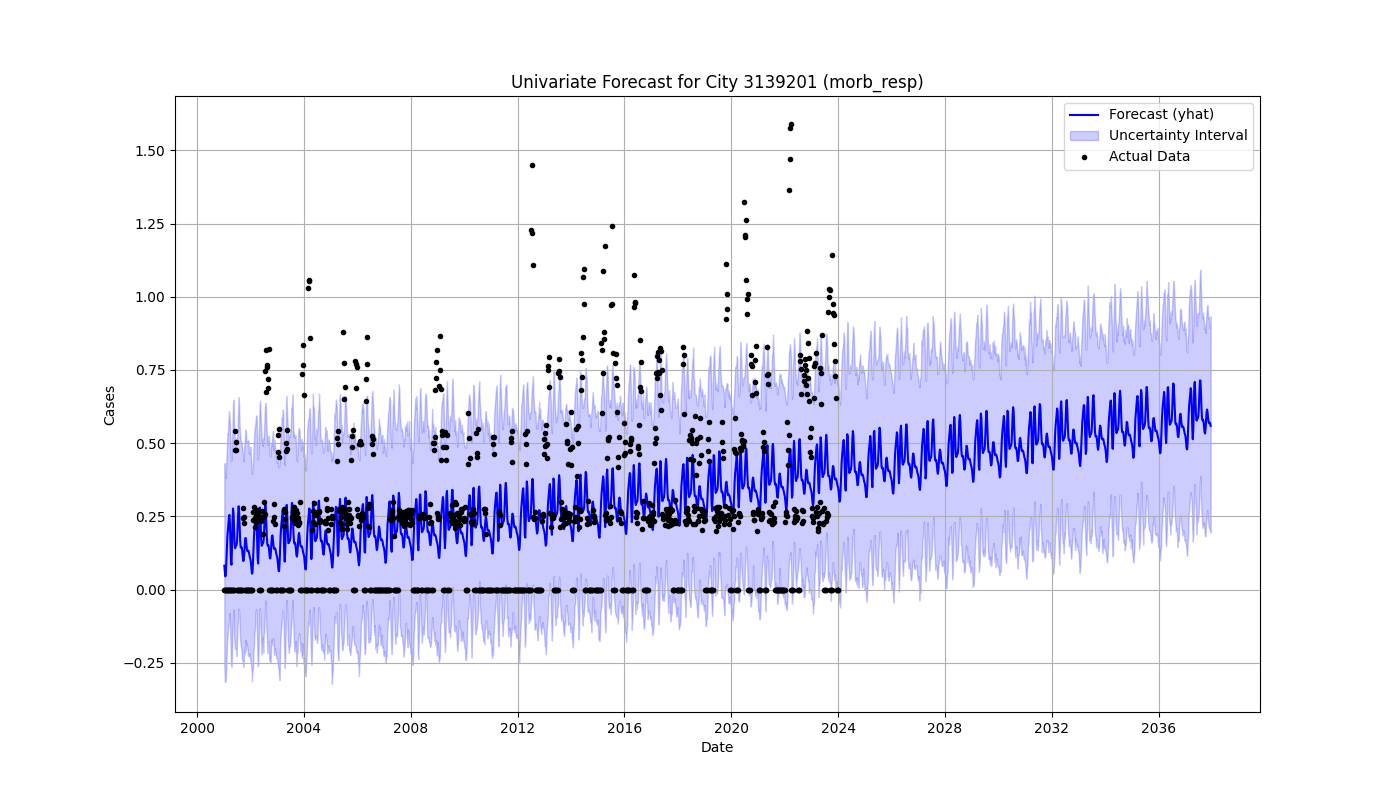 Univariate Forecast for City 3139201 (morb_resp)
Forecast (yhat)
Uncertainty Interval
Actual Data
Cases
1.50
1.25
1.00
0.75
0.50
0.25
0.00
−0.25
2000 2004 2008 2012 2016 2020 2024 2028 2032 2036
Date